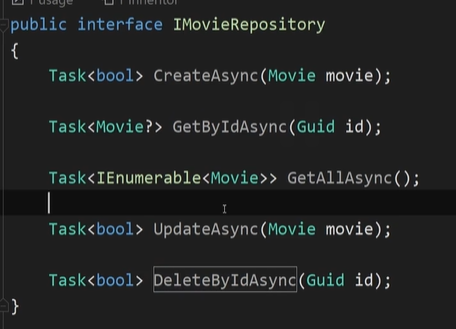 1 usage 1 inheritor
public interface IMovieRepository
{
Task<bool> CreateAsync(Movie movie);
Task<Movie?> GetByIdAsync(Guid id);
Task<IEnumerable<Movie>> GetAllAsync();
Task<bool> UpdateAsync(Movie movie);
Task<bool> DeleteByIdAsync(Guid id);
}